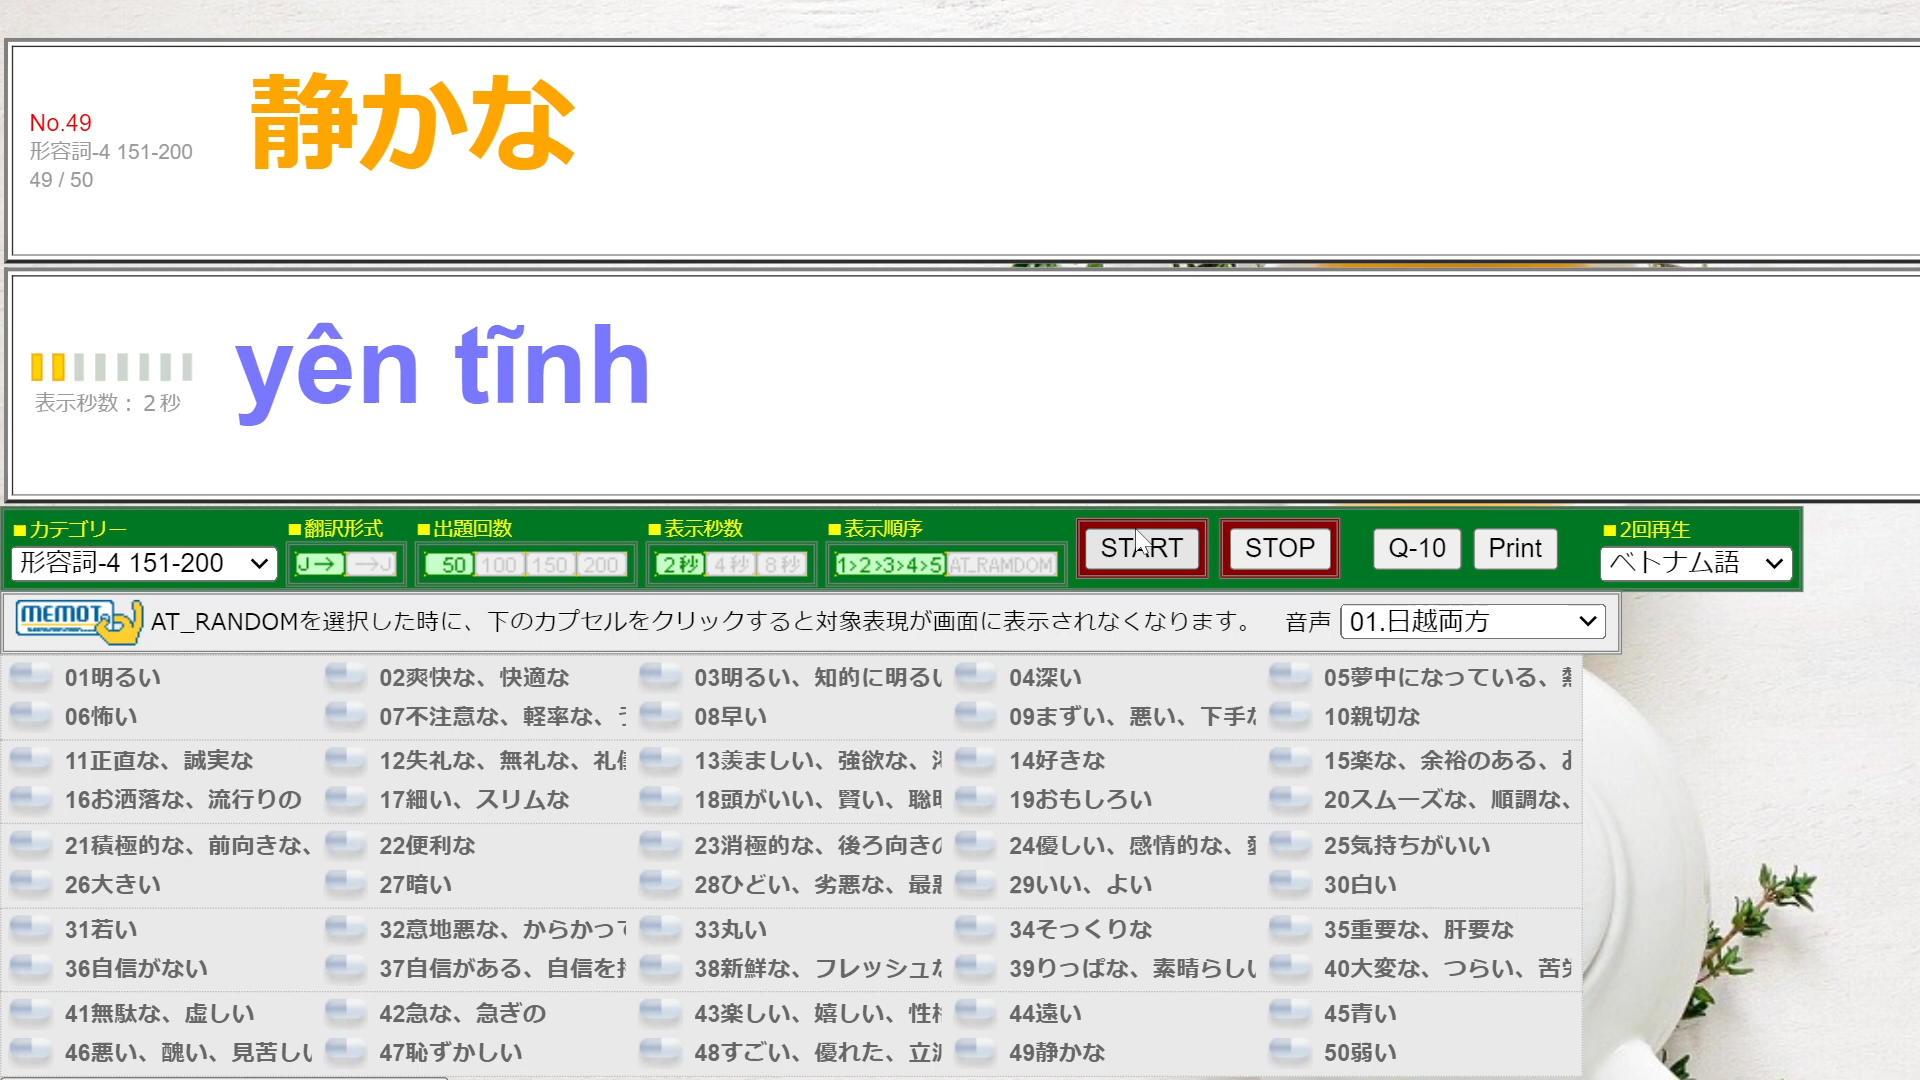 No.49
形容詞-4 151-200
49 / 50
静かな
yên tĩnh
表示秒数：2秒
■カテゴリー
形容詞-4 151-200
■翻訳形式
J→ →J
■出題回数
50 100 150 200
■表示秒数
2秒 4秒 8秒
■表示順序
1>2>3>4>5 AT_RAMDOM
START
STOP
Q-10
Print
■2回再生
ベトナム語
MEMOT
AT_RANDOMを選択した時に、下のカプセルをクリックすると対象表現が画面に表示されなくなります。 音声 01.日越両方
01明るい 02爽快な、快適な 03明るい、知的に明るい 04深い 05夢中になっている、
06怖い 07不注意な、軽率な、 08早い 09まずい、悪い、下手な 10親切な
11正直な、誠実な 12失礼な、無礼な、礼儀 13羨ましい、強欲な、 14好きな 15楽な、余裕のある、お
16お洒落な、流行りの 17細い、スリムな 18頭がいい、賢い、聡明 19おもしろい 20スムーズな、順調な、
21積極的な、前向きな、 22便利な 23消極的な、後ろ向きの 24優しい、感情的な、 25気持ちがいい
26大きい 27暗い 28ひどい、劣悪な、最悪 29いい、よい 30白い
31若い 32意地悪な、からかって 33丸い 34そっくりな 35重要な、肝要な
36自信がない 37自信がある、自信を持 38新鮮な、フレッシュな 39りっぱな、素晴らしい 40大変な、つらい、苦労
41無駄な、虚しい 42急な、急ぎの 43楽しい、嬉しい、性格 44遠い 45青い
46悪い、醜い、見苦しい 47恥ずかしい 48すごい、優れた、立派 49静かな 50弱い